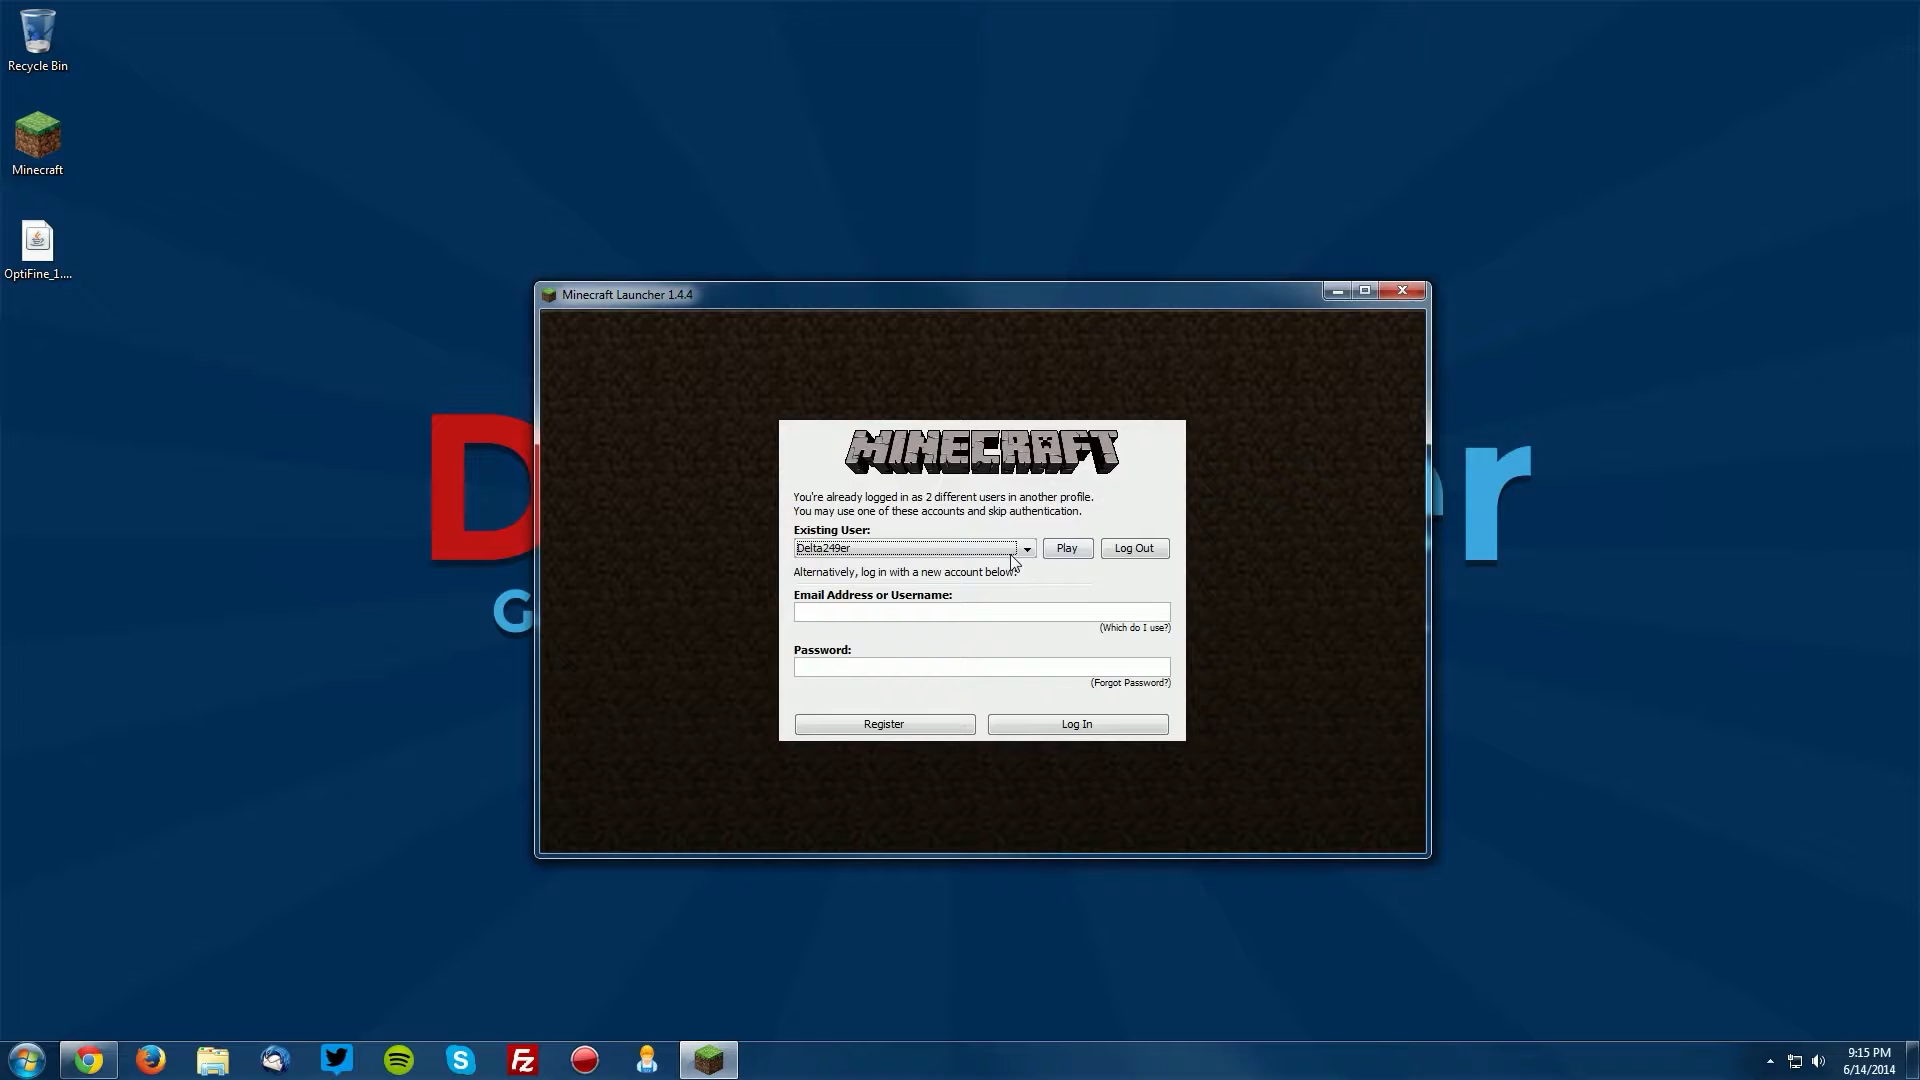 Recycle Bin
Minecraft
OptiFine_1....
Minecraft Launcher 1.4.4
D
r
G
MINECRAFT
You're already logged in as 2 different users in another profile.
You may use one of these accounts and skip authentication.
Existing User:
Delta249er
Play
Log Out
Alternatively, log in with a new account below:
Email Address or Username:
(Which do I use?)
Password:
(Forgot Password?)
Register
Log In
9:15 PM
6/14/2014